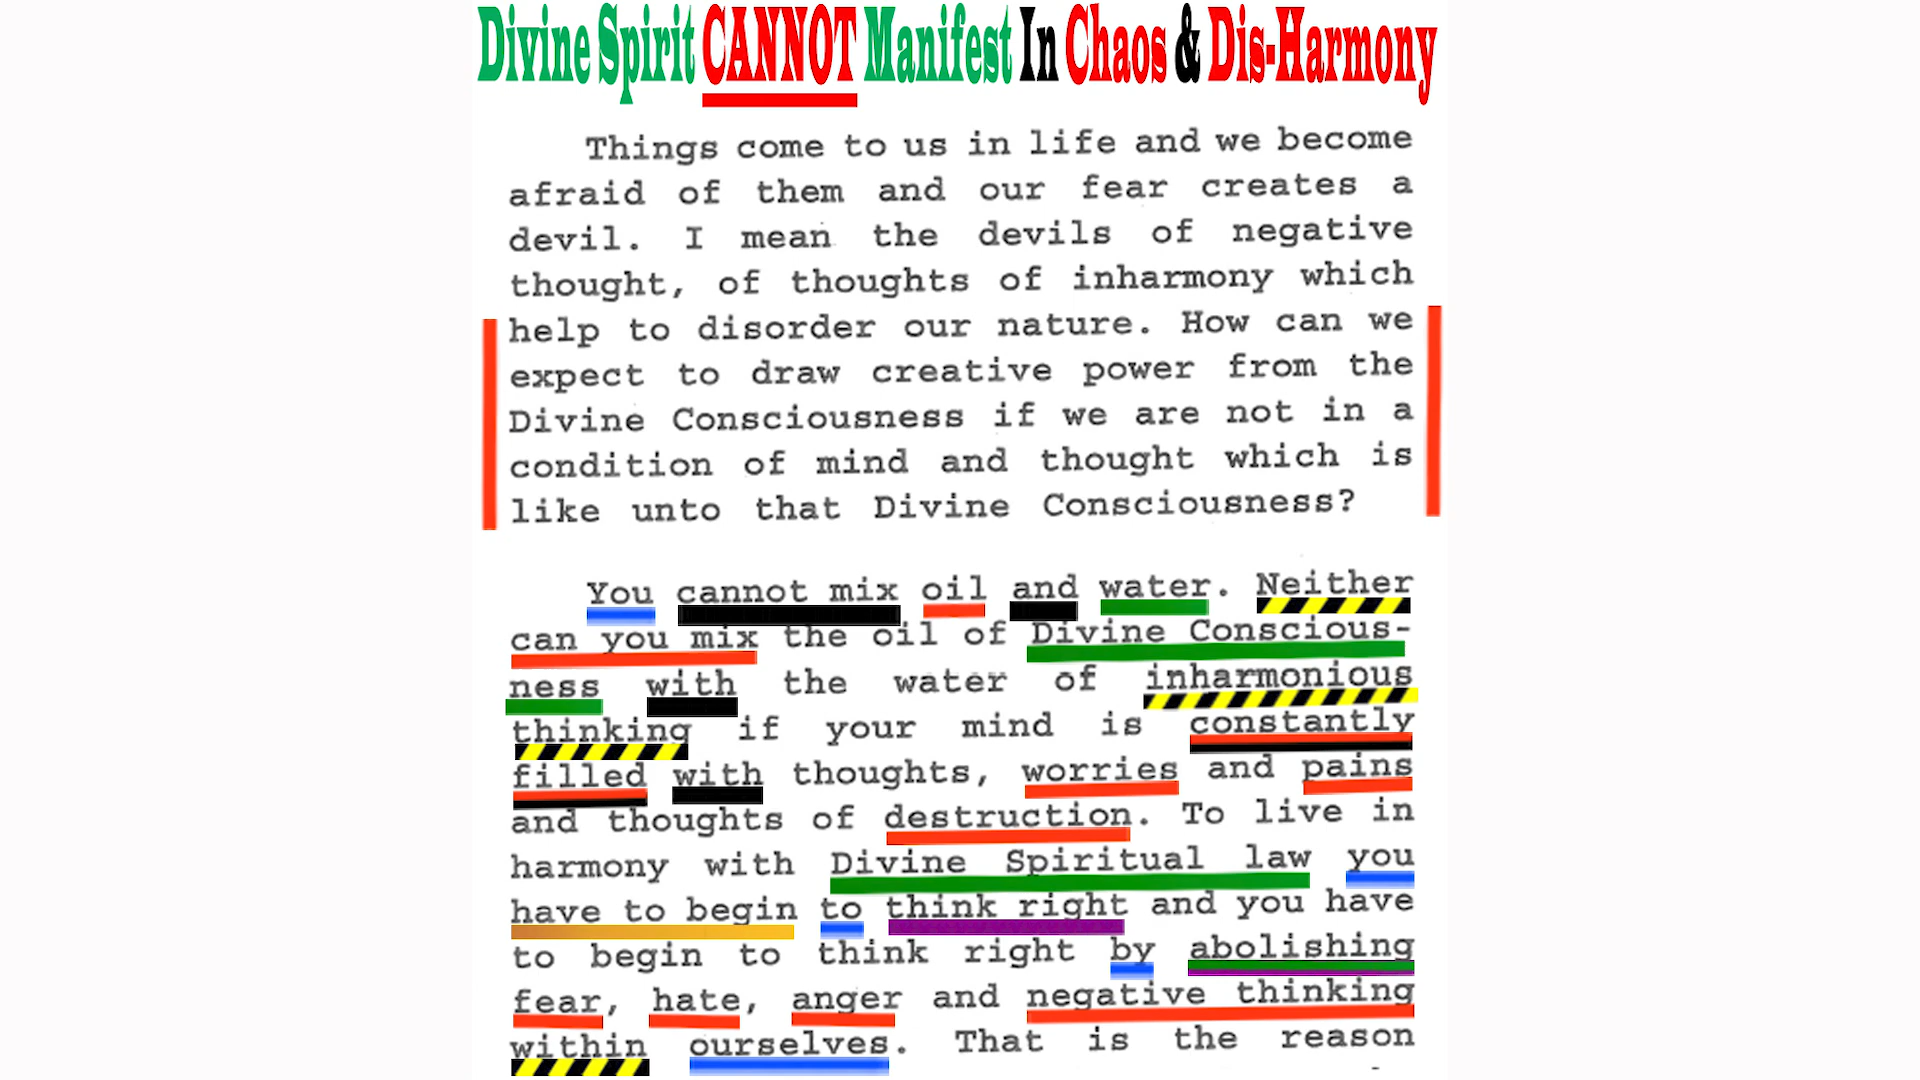 Divine Spirit CANNOT Manifest In Chaos & Dis-Harmony
Things come to us in life and we become
afraid of them and our fear creates a
devil. I mean the devils of negative
thought, of thoughts of inharmony which
help to disorder our nature. How can we
expect to draw creative power from the
Divine Consciousness if we are not in a
condition of mind and thought which is
like unto that Divine Consciousness?
You cannot mix oil and water. Neither
can you mix the oil of Divine Conscious-
ness with the water of inharmonious
thinking if your mind is constantly
filled with thoughts, worries and pains
and thoughts of destruction. To live in
harmony with Divine Spiritual law you
have to begin to think right and you have
to begin to think right by abolishing
fear, hate, anger and negative thinking
within ourselves. That is the reason